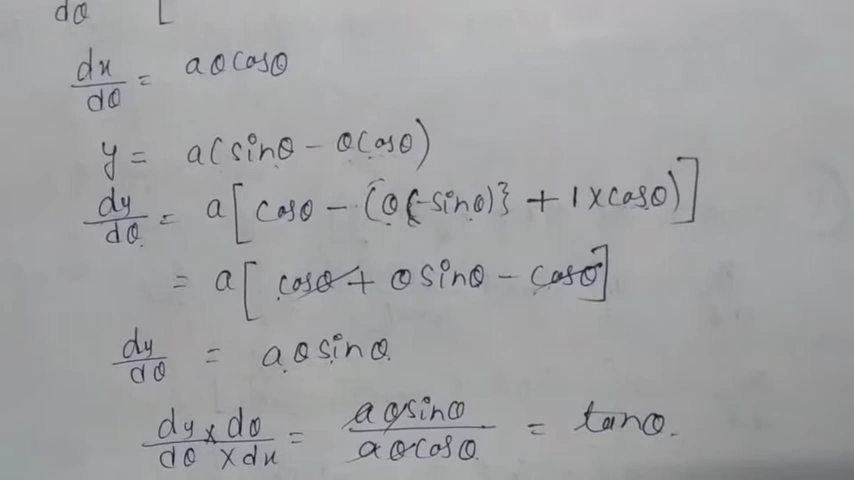 dθ [
dx/dθ = aθcosθ
y = a(sinθ - θcosθ)
dy/dθ = a[cosθ - (θ(-sinθ)} + 1×cosθ)]
= a[cosθ + θsinθ - cosθ]
dy/dθ = aθsinθ
dy/dθ × dθ/×dx = aθsinθ/aθcosθ = tanθ.